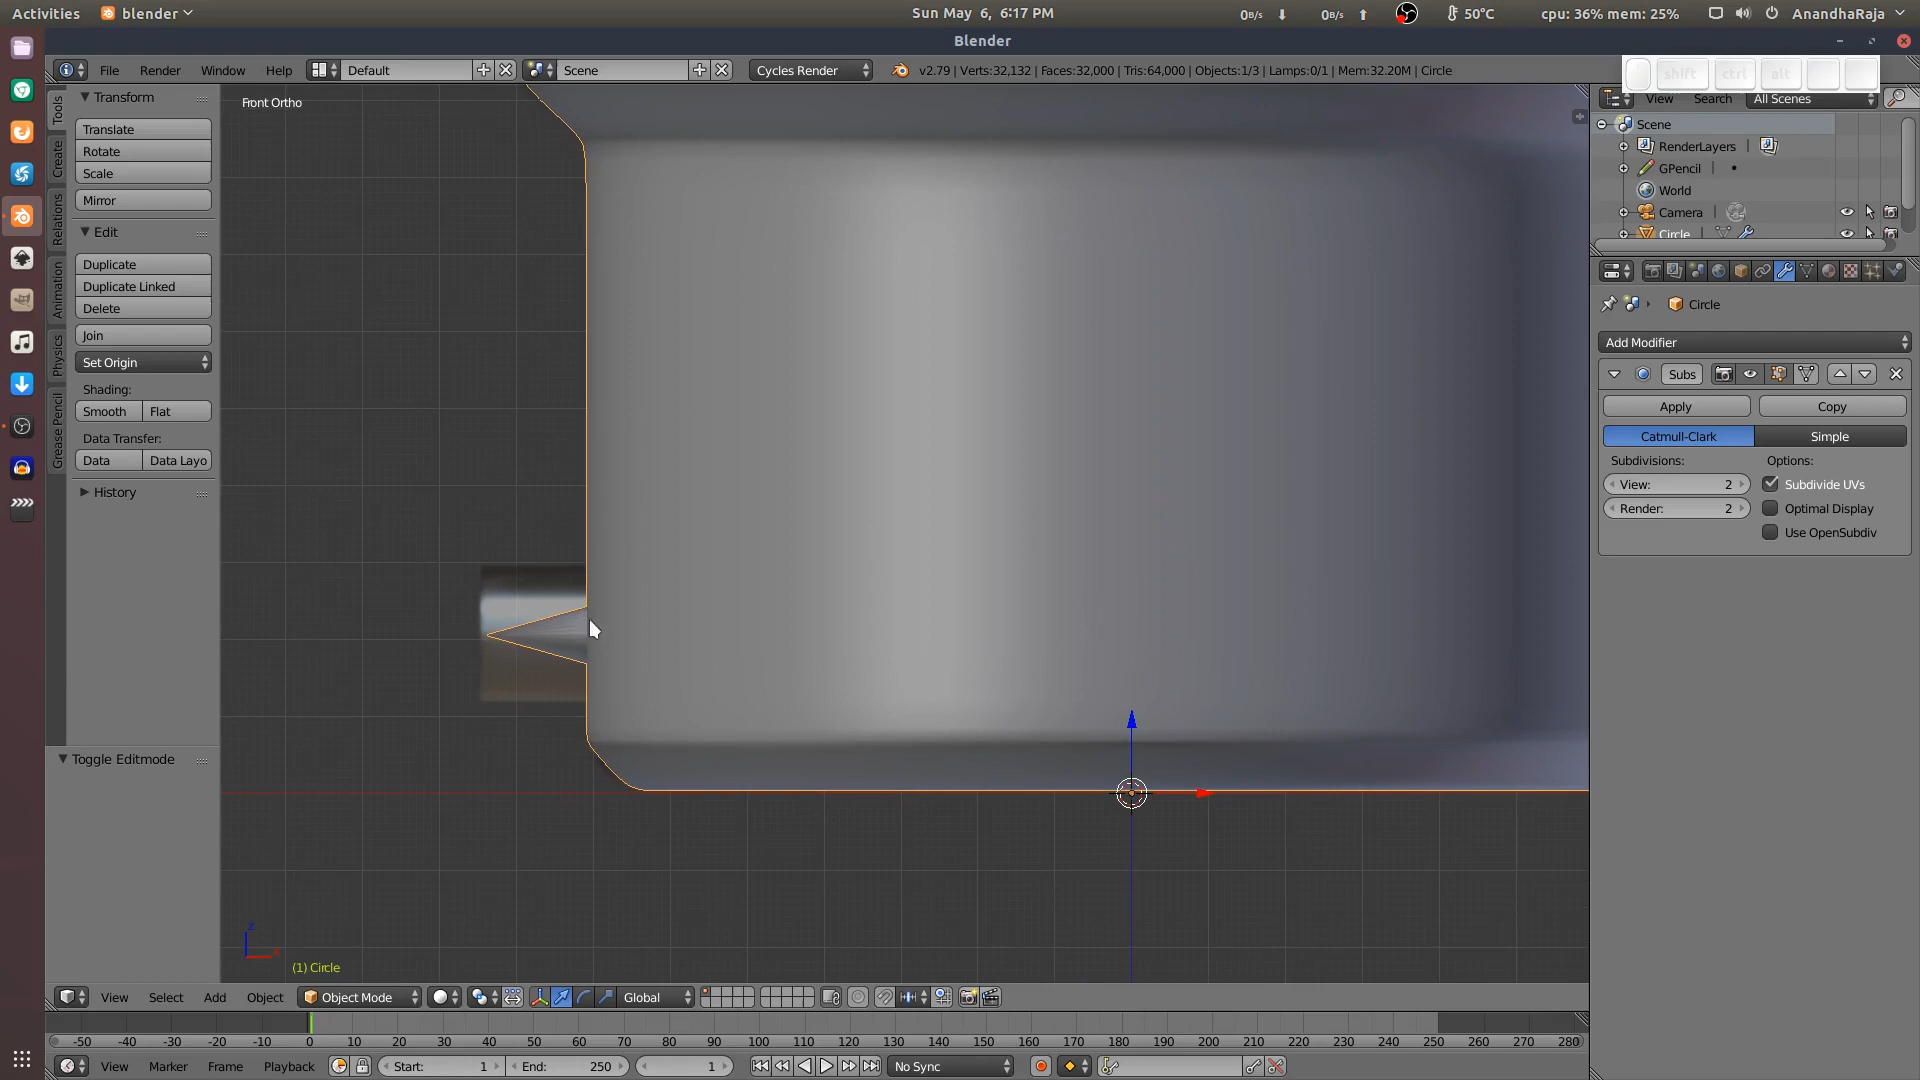 Activities
blender
Sun May 6, 6:17 PM
0B/s
0B/s
50°C
cpu: 36% mem: 25%
AnandhaRaja
Blender
File Render Window Help
Default
Scene
Cycles Render
v2.79 | Verts:32,132 | Faces:32,000 | Tris:64,000 | Objects:1/3 | Lamps:0/1 | Mem:32.20M | Circle
shift ctrl alt
View Search All Scenes
Tools
Create
Relations
Animation
Physics
Grease Pencil
Transform
Translate
Rotate
Scale
Mirror
Edit
Duplicate
Duplicate Linked
Delete
Join
Set Origin
Shading:
Smooth Flat
Data Transfer:
Data Data Layo
History
Toggle Editmode
Front Ortho
z
x
(1) Circle
Scene
RenderLayers
GPencil
World
Camera
Circle
Circle
Add Modifier
Subs
Apply Copy
Catmull-Clark Simple
Subdivisions: Options:
View: 2 Subdivide UVs
Render: 2 Optimal Display
Use OpenSubdiv
View Select Add Object Object Mode Global
-50 -40 -30 -20 -10 0 10 20 30 40 50 60 70 80 90 100 110 120 130 140 150 160 170 180 190 200 210 220 230 240 250 260 270 280
View Marker Frame Playback Start: 1 End: 250 1 No Sync